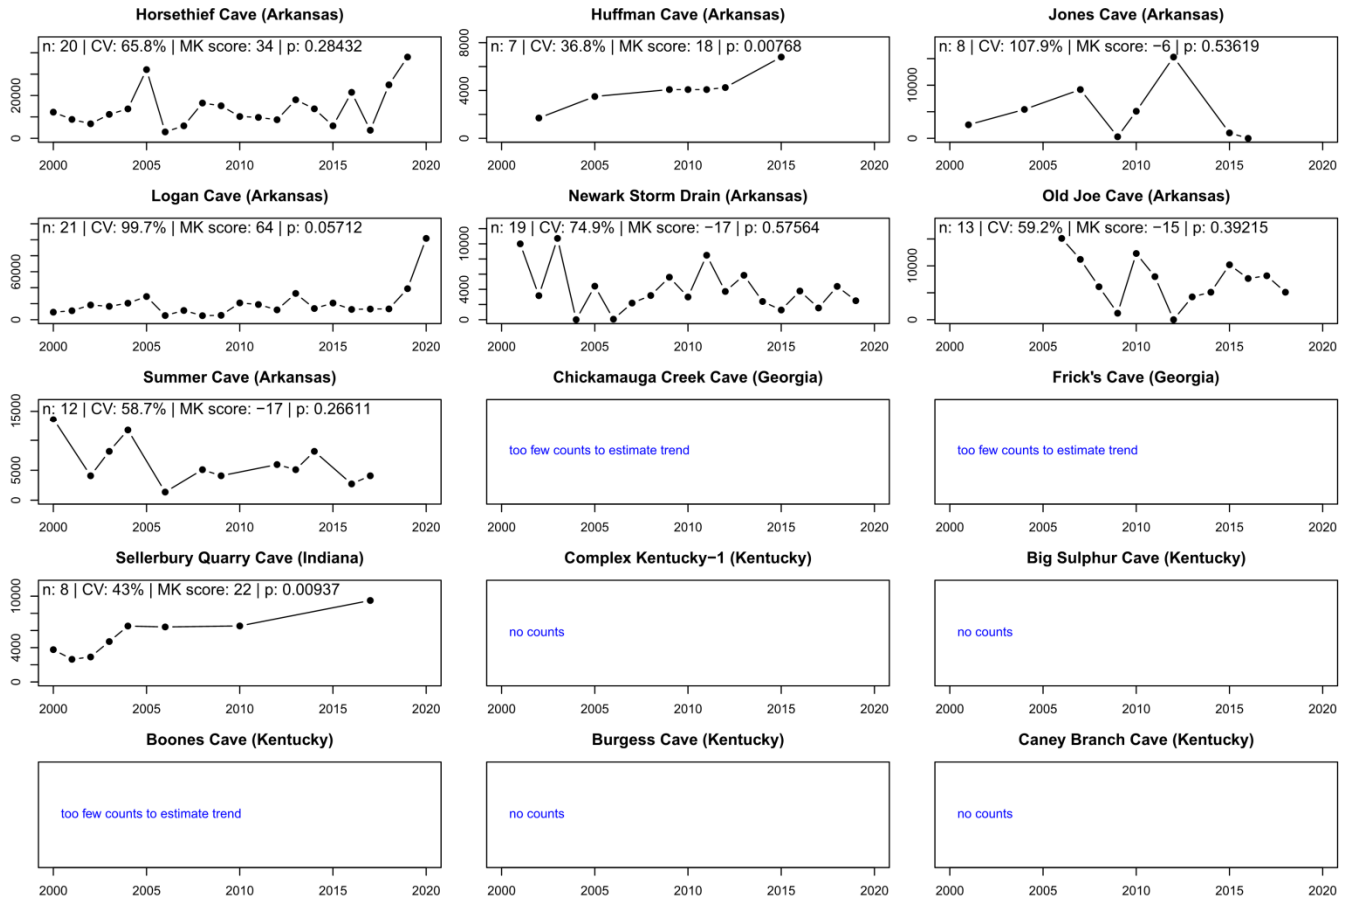 Horsethief Cave (Arkansas)
n: 20 | CV: 65.8% | MK score: 34 | p: 0.28432
0 20000
2000 2005 2010 2015 2020
Huffman Cave (Arkansas)
n: 7 | CV: 36.8% | MK score: 18 | p: 0.00768
0 4000 8000
2000 2005 2010 2015 2020
Jones Cave (Arkansas)
n: 8 | CV: 107.9% | MK score: −6 | p: 0.53619
0 10000
2000 2005 2010 2015 2020
Logan Cave (Arkansas)
n: 21 | CV: 99.7% | MK score: 64 | p: 0.05712
0 60000
2000 2005 2010 2015 2020
Newark Storm Drain (Arkansas)
n: 19 | CV: 74.9% | MK score: −17 | p: 0.57564
0 4000 10000
2000 2005 2010 2015 2020
Old Joe Cave (Arkansas)
n: 13 | CV: 59.2% | MK score: −15 | p: 0.39215
0 10000
2000 2005 2010 2015 2020
Summer Cave (Arkansas)
n: 12 | CV: 58.7% | MK score: −17 | p: 0.26611
0 5000 15000
2000 2005 2010 2015 2020
Chickamauga Creek Cave (Georgia)
too few counts to estimate trend
2000 2005 2010 2015 2020
Frick's Cave (Georgia)
too few counts to estimate trend
2000 2005 2010 2015 2020
Sellerbury Quarry Cave (Indiana)
n: 8 | CV: 43% | MK score: 22 | p: 0.00937
0 4000 10000
2000 2005 2010 2015 2020
Complex Kentucky−1 (Kentucky)
no counts
2000 2005 2010 2015 2020
Big Sulphur Cave (Kentucky)
no counts
2000 2005 2010 2015 2020
Boones Cave (Kentucky)
too few counts to estimate trend
2000 2005 2010 2015 2020
Burgess Cave (Kentucky)
no counts
2000 2005 2010 2015 2020
Caney Branch Cave (Kentucky)
no counts
2000 2005 2010 2015 2020